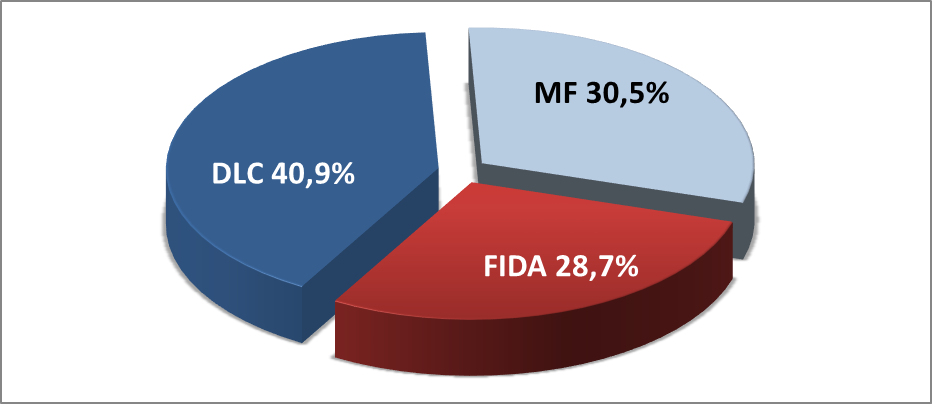 MF 30,5%
DLC 40,9%
FIDA 28,7%